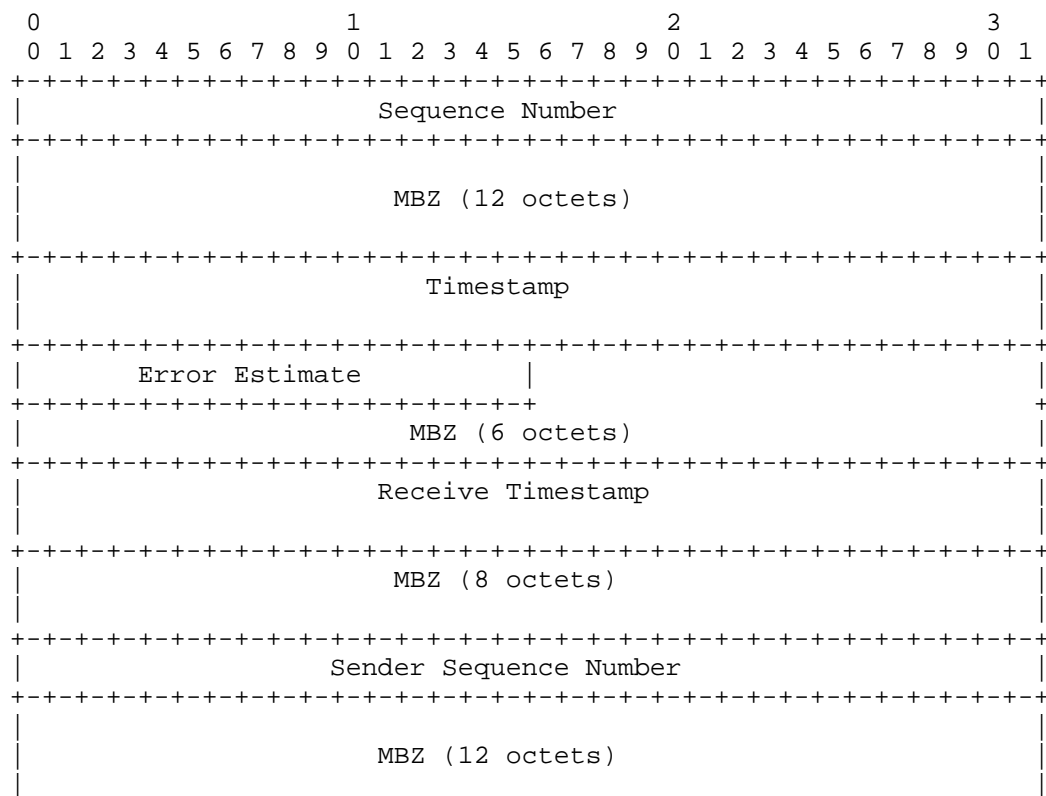 0                   1                   2                   3
0 1 2 3 4 5 6 7 8 9 0 1 2 3 4 5 6 7 8 9 0 1 2 3 4 5 6 7 8 9 0 1
+-+-+-+-+-+-+-+-+-+-+-+-+-+-+-+-+-+-+-+-+-+-+-+-+-+-+-+-+-+-+-+-+
| Sequence Number |
+-+-+-+-+-+-+-+-+-+-+-+-+-+-+-+-+-+-+-+-+-+-+-+-+-+-+-+-+-+-+-+-+
| |
| MBZ (12 octets) |
| |
+-+-+-+-+-+-+-+-+-+-+-+-+-+-+-+-+-+-+-+-+-+-+-+-+-+-+-+-+-+-+-+-+
| Timestamp |
| |
+-+-+-+-+-+-+-+-+-+-+-+-+-+-+-+-+-+-+-+-+-+-+-+-+-+-+-+-+-+-+-+-+
| Error Estimate | |
+-+-+-+-+-+-+-+-+-+-+-+-+-+-+-+-+ +
| MBZ (6 octets) |
+-+-+-+-+-+-+-+-+-+-+-+-+-+-+-+-+-+-+-+-+-+-+-+-+-+-+-+-+-+-+-+-+
| Receive Timestamp |
| |
+-+-+-+-+-+-+-+-+-+-+-+-+-+-+-+-+-+-+-+-+-+-+-+-+-+-+-+-+-+-+-+-+
| MBZ (8 octets) |
| |
+-+-+-+-+-+-+-+-+-+-+-+-+-+-+-+-+-+-+-+-+-+-+-+-+-+-+-+-+-+-+-+-+
| Sender Sequence Number |
+-+-+-+-+-+-+-+-+-+-+-+-+-+-+-+-+-+-+-+-+-+-+-+-+-+-+-+-+-+-+-+-+
| |
| MBZ (12 octets) |
| |